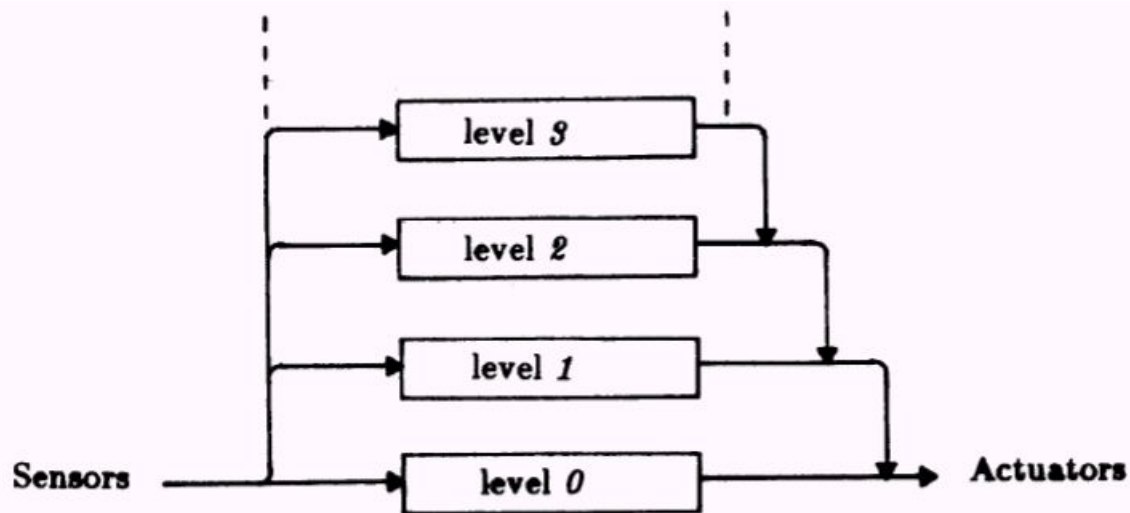 level 3
level 2
level 1
Sensors
level 0
Actuators